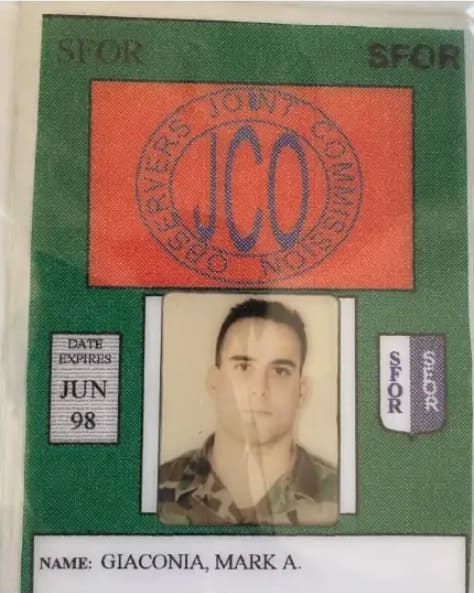 SFOR SFOR
OBSERVERS JOINT COMMISSION
JCO
DATE
EXPIRES
JUN
98
SFOR SFOR
NAME: GIACONIA, MARK A.